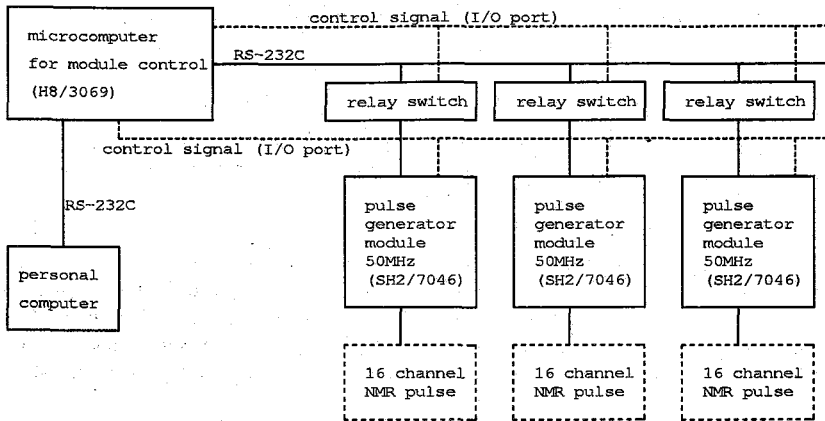 control signal (I/O port)
microcomputer
for module control
(H8/3069)
RS-232C
relay switch
relay switch
relay switch
control signal (I/O port)
RS-232C
personal
computer
pulse
generator
module
50MHz
(SH2/7046)
pulse
generator
module
50MHz
(SH2/7046)
pulse
generator
module
50MHz
(SH2/7046)
16 channel
NMR pulse
16 channel
NMR pulse
16 channel
NMR pulse